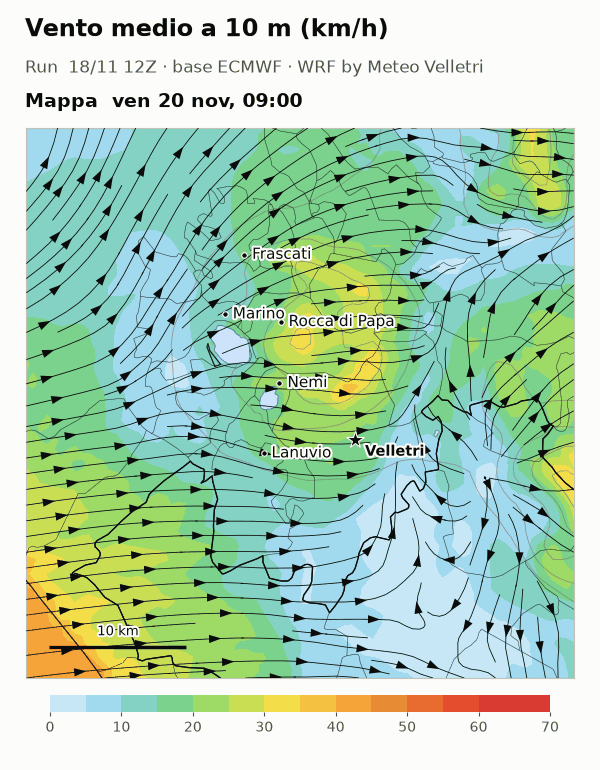 Vento medio a 10 m (km/h)
Run  18/11 12Z · base ECMWF · WRF by Meteo Velletri
Mappa  ven 20 nov, 09:00
Frascati
Marino
Rocca di Papa
Nemi
Velletri
Lanuvio
10 km
0 10 20 30 40 50 60 70